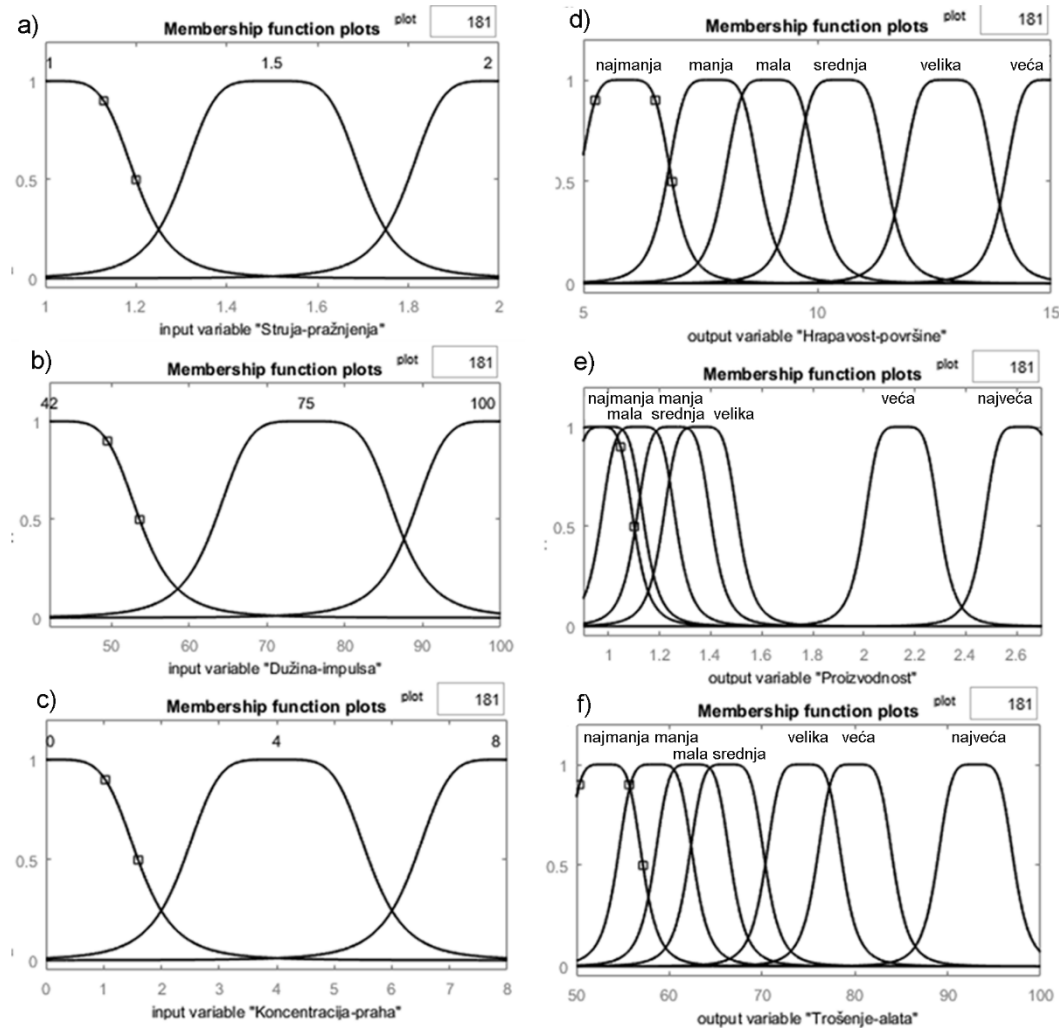 a)
Membership function plots
plot
181
1 1.5 2
1
0.5
0
1 1.2 1.4 1.6 1.8 2
input variable "Struja-pražnjenja"
b)
Membership function plots
plot
181
42 75 100
1
0.5
0
50 60 70 80 90 100
input variable "Dužina-impulsa"
c)
Membership function plots
plot
181
0 4 8
1
0.5
0
0 1 2 3 4 5 6 7 8
input variable "Koncentracija-praha"
d)
Membership function plots
plot
181
najmanja manja mala srednja velika veća
1
0.5
0
5 10 15
output variable "Hrapavost-površine"
e)
Membership function plots
plot
181
najmanja manja veća najveća
mala srednja velika
1
0.5
0
1 1.2 1.4 1.6 1.8 2 2.2 2.4 2.6
output variable "Proizvodnost"
f)
Membership function plots
plot
181
najmanja manja velika veća najveća
mala srednja
1
0.5
0
50 60 70 80 90 100
output variable "Trošenje-alata"